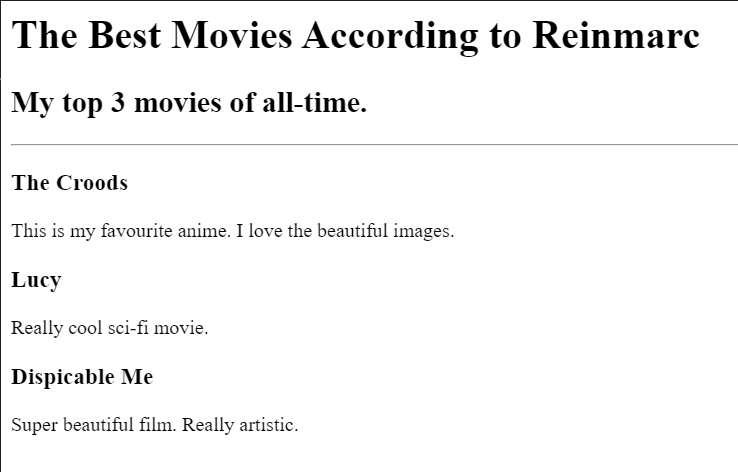 The Best Movies According to Reinmarc
My top 3 movies of all-time.
The Croods
This is my favourite anime. I love the beautiful images.
Lucy
Really cool sci-fi movie.
Dispicable Me
Super beautiful film. Really artistic.